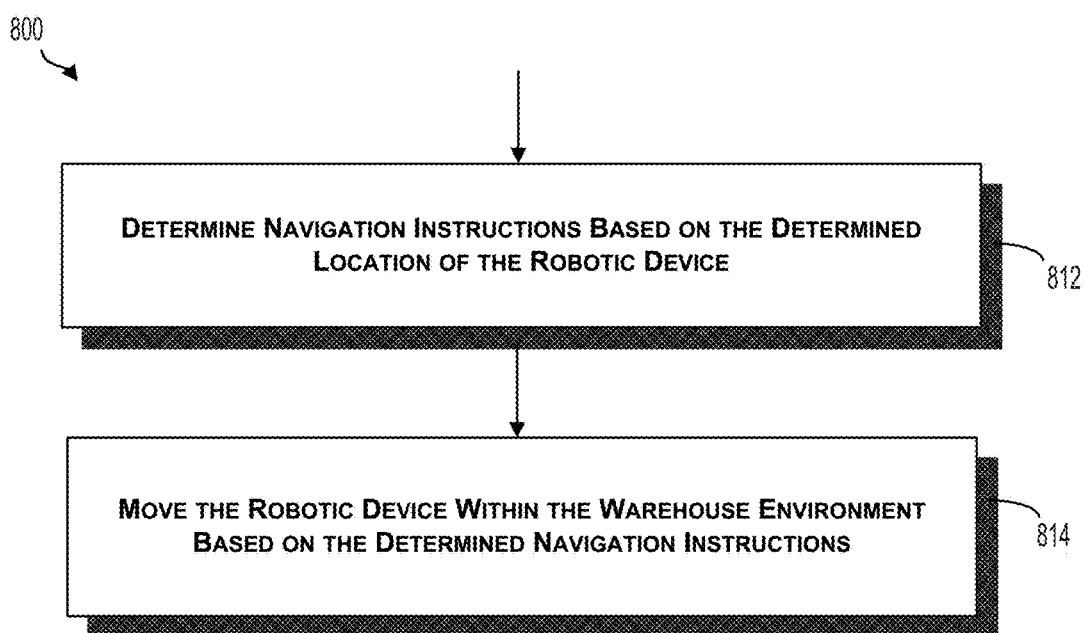 800
DETERMINE NAVIGATION INSTRUCTIONS BASED ON THE DETERMINED
LOCATION OF THE ROBOTIC DEVICE
812
MOVE THE ROBOTIC DEVICE WITHIN THE WAREHOUSE ENVIRONMENT
BASED ON THE DETERMINED NAVIGATION INSTRUCTIONS
814